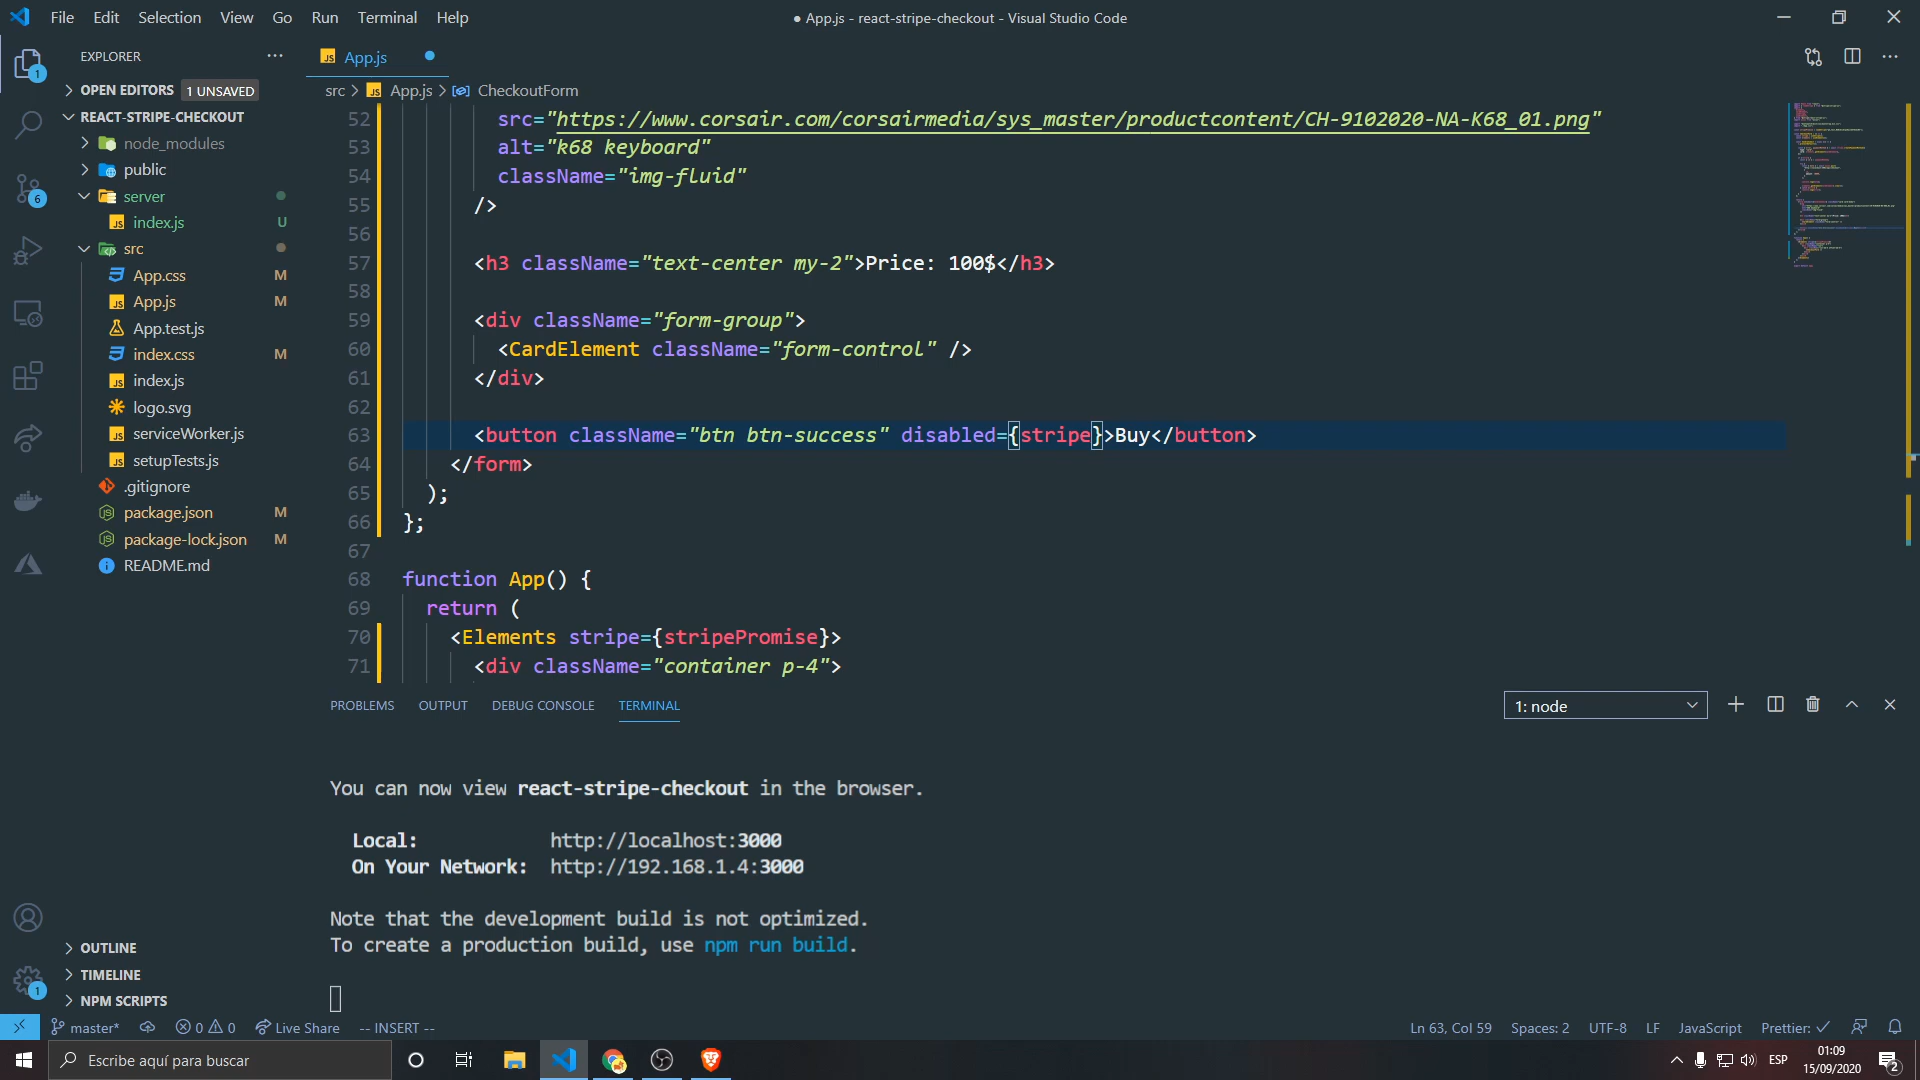 File Edit Selection View Go Run Terminal Help
● App.js - react-stripe-checkout - Visual Studio Code
EXPLORER
OPEN EDITORS 1 UNSAVED
REACT-STRIPE-CHECKOUT
node_modules
public
server
index.js U
src
App.css M
App.js M
App.test.js
index.css M
index.js
logo.svg
serviceWorker.js
setupTests.js
.gitignore
package.json M
package-lock.json M
README.md
OUTLINE
TIMELINE
NPM SCRIPTS
1
6
1
JS App.js
src > JS App.js > CheckoutForm
52 src="https://www.corsair.com/corsairmedia/sys_master/productcontent/CH-9102020-NA-K68_01.png"
53 alt="k68 keyboard"
54 className="img-fluid"
55 />
56
57 <h3 className="text-center my-2">Price: 100$</h3>
58
59 <div className="form-group">
60 <CardElement className="form-control" />
61 </div>
62
63 <button className="btn btn-success" disabled={stripe}>Buy</button>
64 </form>
65 );
66 };
67
68 function App() {
69 return (
70 <Elements stripe={stripePromise}>
71 <div className="container p-4">
PROBLEMS OUTPUT DEBUG CONSOLE TERMINAL
1: node
You can now view react-stripe-checkout in the browser.
Local: http://localhost:3000
On Your Network: http://192.168.1.4:3000
Note that the development build is not optimized.
To create a production build, use npm run build.
master* 0 0 Live Share -- INSERT --
Ln 63, Col 59 Spaces: 2 UTF-8 LF JavaScript Prettier: ✓
Escribe aquí para buscar
ESP
01:09
15/09/2020
2